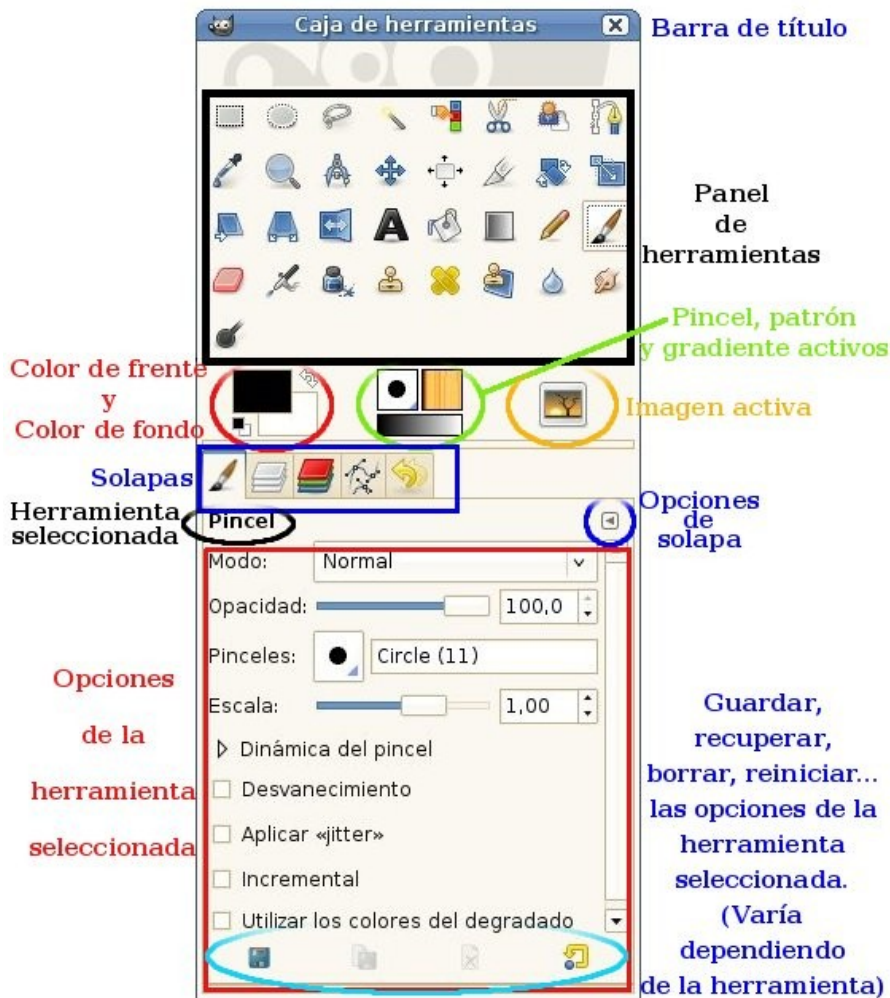 Caja de herramientas
Barra de título
Panel
de
herramientas
Pincel, patrón
y gradiente activos
Color de frente
y
Color de fondo
Imagen activa
Solapas
Herramienta
seleccionada
Pincel
Opciones
de
solapa
Modo: Normal
Opacidad: 100,0
Pinceles: Circle (11)
Escala: 1,00
Dinámica del pincel
Desvanecimiento
Aplicar «jitter»
Incremental
Utilizar los colores del degradado
Opciones
de la
herramienta
seleccionada
Guardar,
recuperar,
borrar, reiniciar...
las opciones de la
herramienta
seleccionada.
(Varía
dependiendo
de la herramienta)